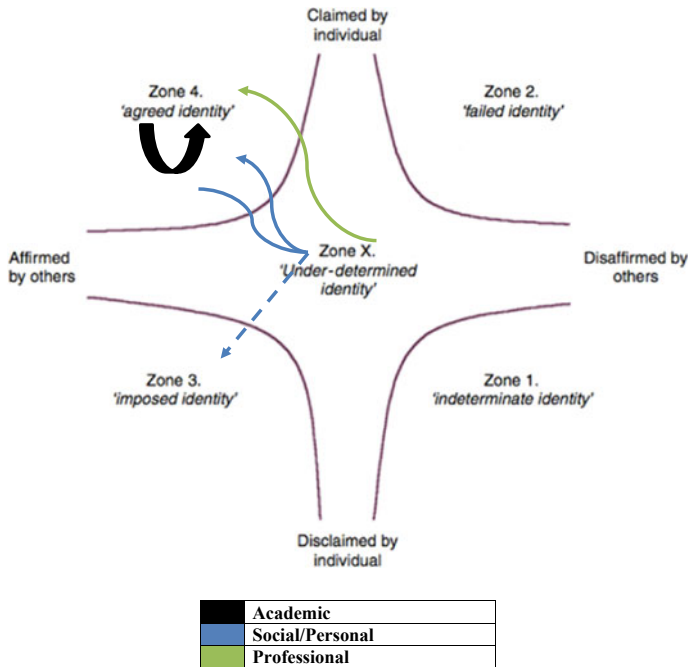 Claimed by
individual
Zone 4.
'agreed identity'
Zone 2.
'failed identity'
Affirmed
by others
Zone X.
'Under-determined
identity'
Disaffirmed by
others
Zone 3.
'imposed identity'
Zone 1.
'indeterminate identity'
Disclaimed by
individual
Academic
Social/Personal
Professional